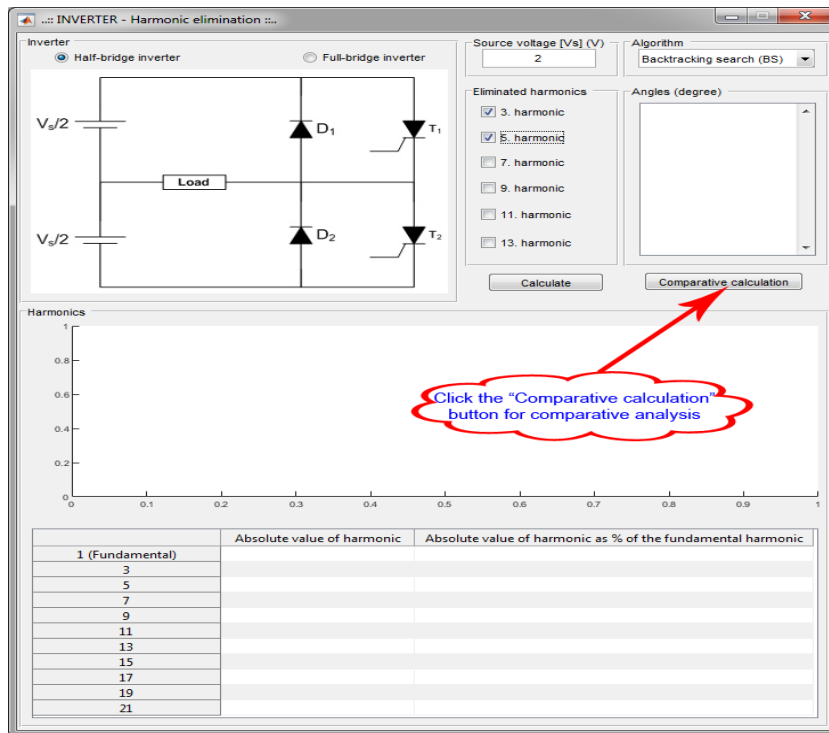 ..:: INVERTER - Harmonic elimination ::..
Inverter
Half-bridge inverter
Full-bridge inverter
Vs/2
D1
T1
Load
Vs/2
D2
T2
Source voltage [Vs] (V)
2
Algorithm
Backtracking search (BS)
Eliminated harmonics
3. harmonic
5. harmonic
7. harmonic
9. harmonic
11. harmonic
13. harmonic
Angles (degree)
Calculate
Comparative calculation
Harmonics
1
0.8
0.6
0.4
0.2
0
0 0.1 0.2 0.3 0.4 0.5 0.6 0.7 0.8 0.9 1
Click the “Comparative calculation”
button for comparative analysis
Absolute value of harmonic Absolute value of harmonic as % of the fundamental harmonic
1 (Fundamental)
3
5
7
9
11
13
15
17
19
21